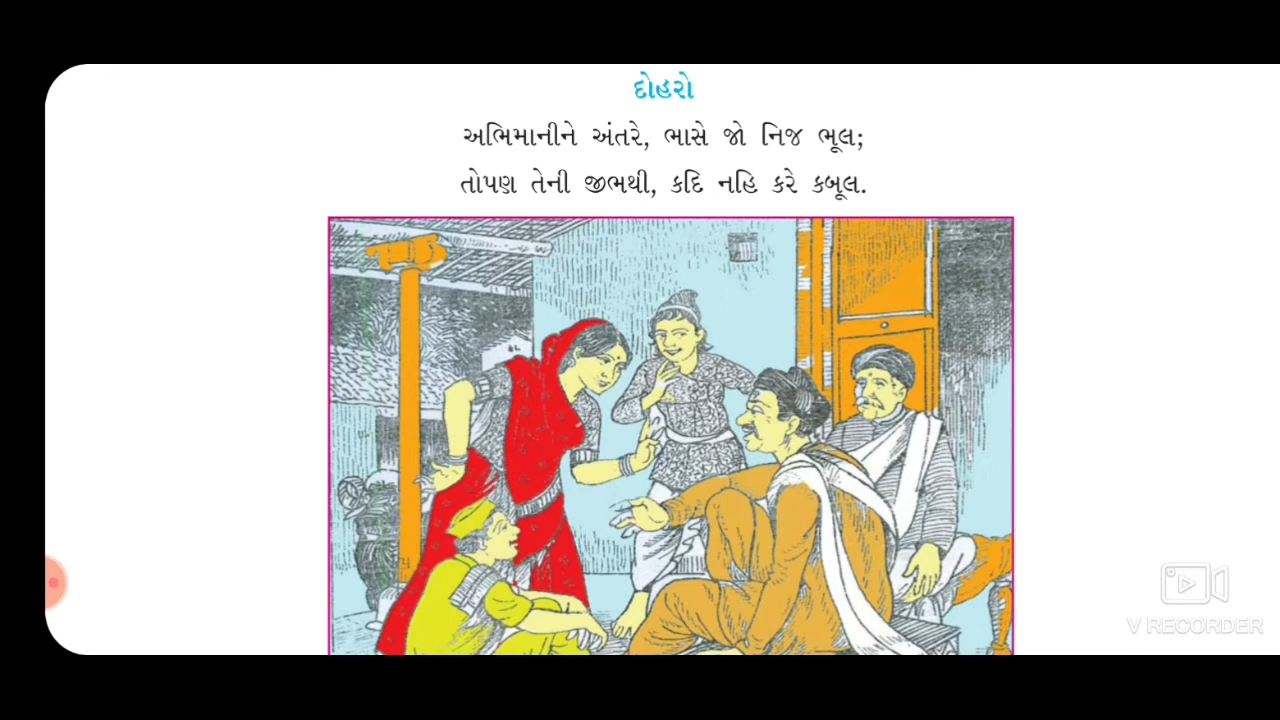 દોહરો
અભિમાનીને અંતરે, ભાસે જો નિજ ભૂલ;
તોપણ તેની જીભથી, કદિ નહિ કરે કબૂલ.
V RECORDER